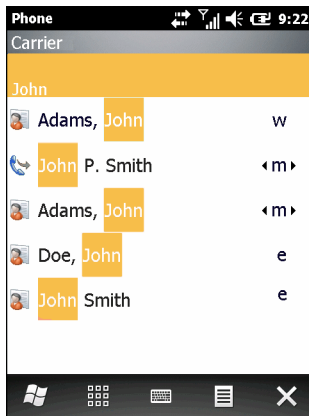 Phone 9:22
Carrier
John
Adams, John w
John P. Smith m
Adams, John m
Doe, John e
John Smith e